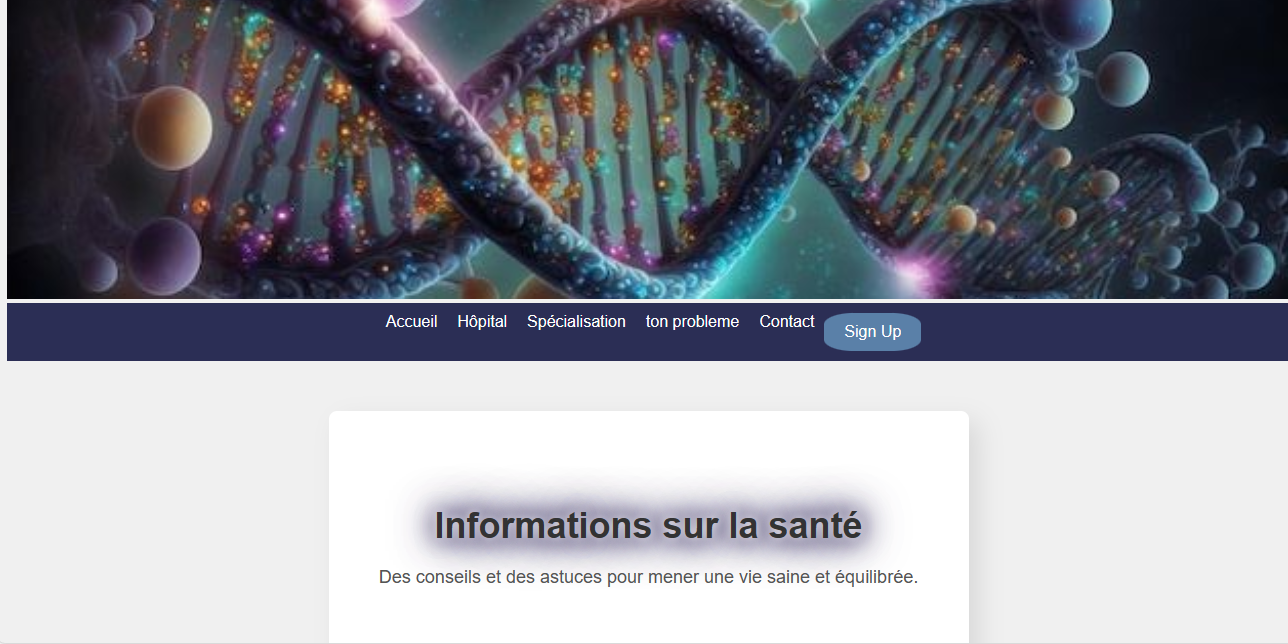 Accueil Hôpital Spécialisation ton probleme Contact Sign Up
Informations sur la santé
Des conseils et des astuces pour mener une vie saine et équilibrée.